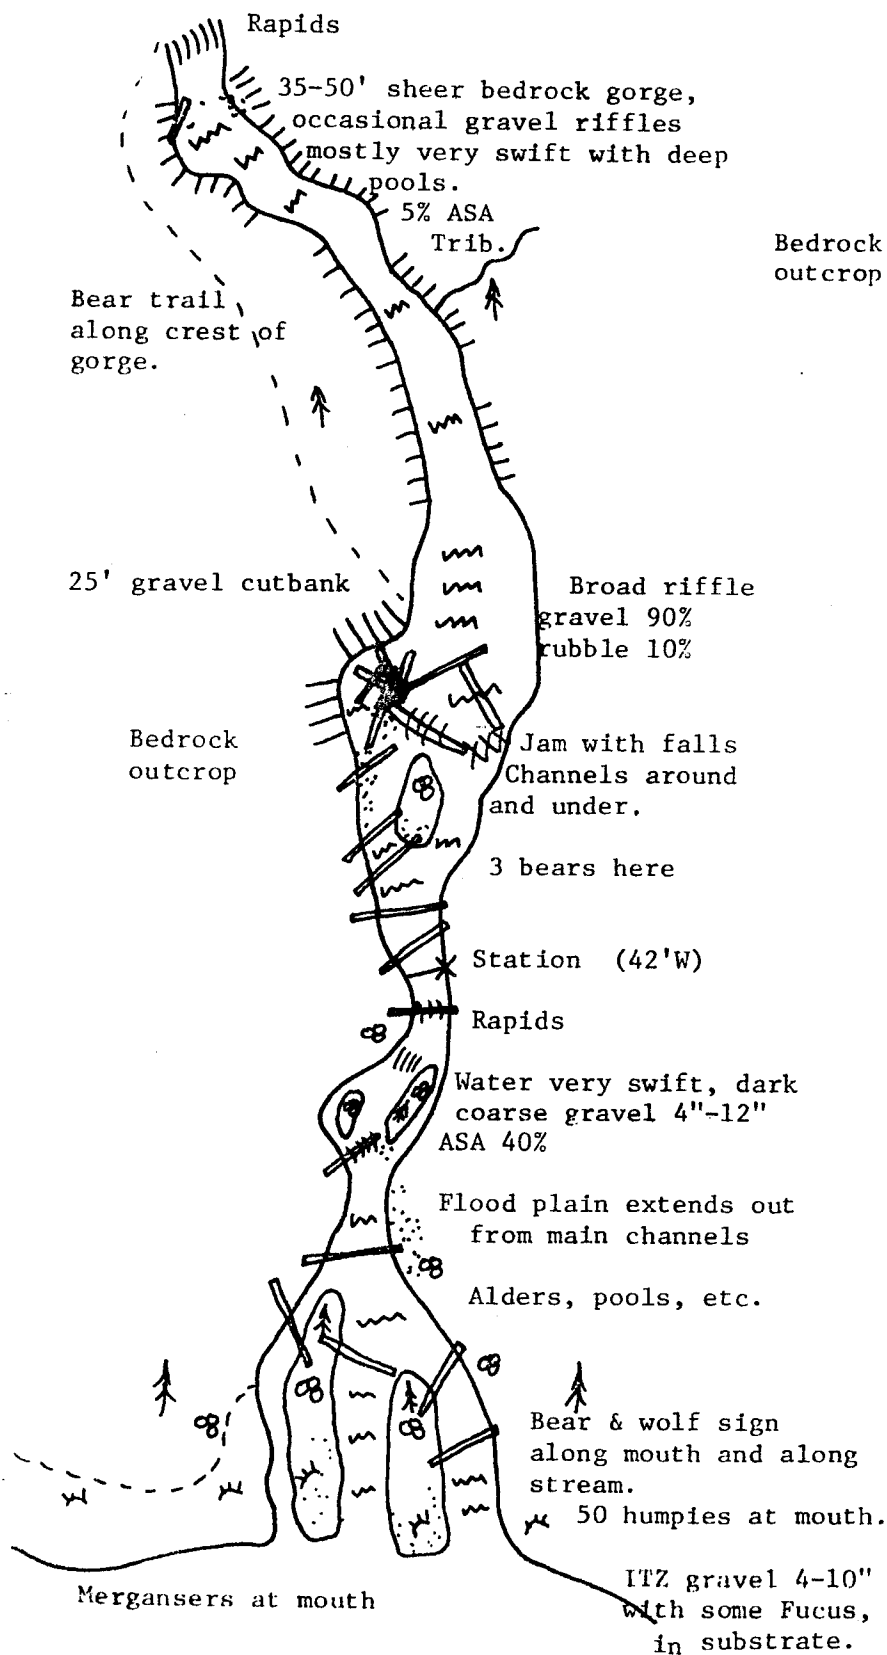 Rapids
35-50' sheer bedrock gorge,
occasional gravel riffles
mostly very swift with deep
pools.
5% ASA
Trib.
Bedrock
outcrop
Bear trail
along crest of
gorge.
25' gravel cutbank
Broad riffle
gravel 90%
rubble 10%
Bedrock
outcrop
Jam with falls
Channels around
and under.
3 bears here
Station (42'W)
Rapids
Water very swift, dark
coarse gravel 4"-12"
ASA 40%
Flood plain extends out
from main channels
Alders, pools, etc.
Bear & wolf sign
along mouth and along
stream.
50 humpies at mouth.
Mergansers at mouth
ITZ gravel 4-10"
with some Fucus,
in substrate.